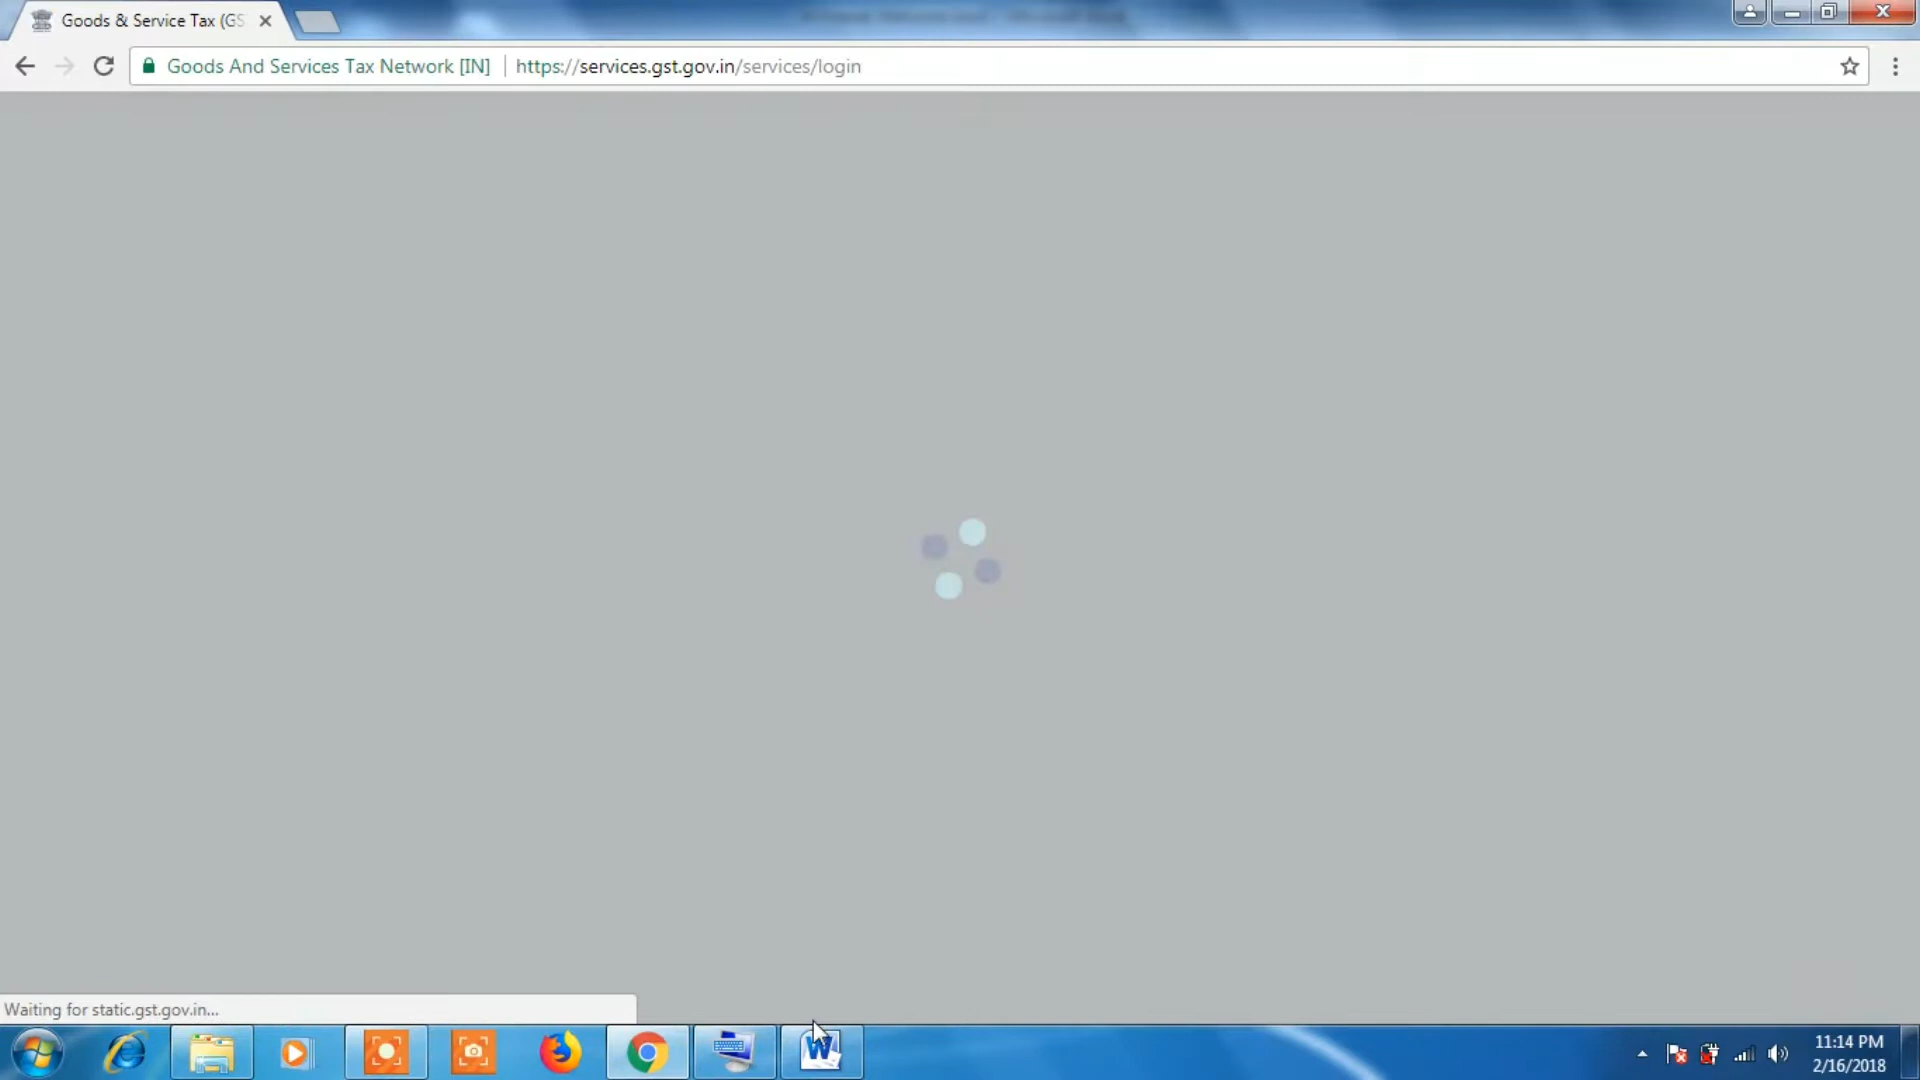 Goods & Service Tax (GS
Goods And Services Tax Network [IN] https://services.gst.gov.in/services/login
Waiting for static.gst.gov.in...
11:14 PM
2/16/2018